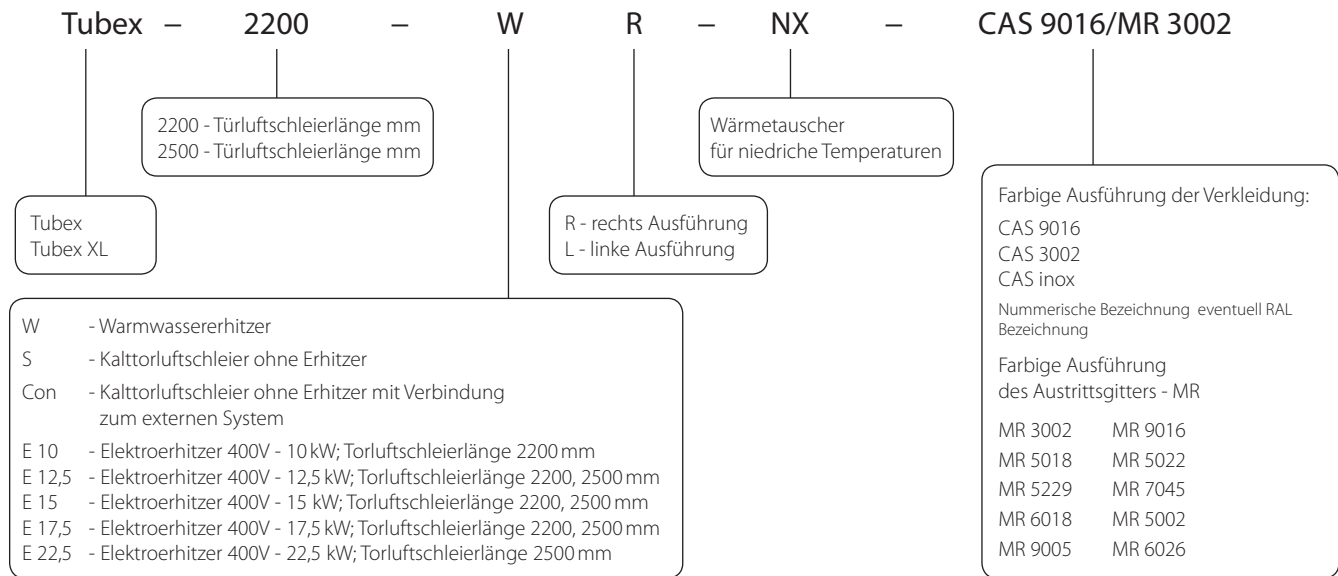 Tubex – 2200 - W R - NX - CAS 9016/MR 3002
2200 - Türluftschleierlänge mm
2500 - Türluftschleierlänge mm
Wärmetauscher
für niedriche Temperaturen
Tubex
Tubex XL
R - rechts Ausführung
L - linke Ausführung
Farbige Ausführung der Verkleidung:
CAS 9016
CAS 3002
CAS inox
Nummerische Bezeichnung eventuell RAL
Bezeichnung
Farbige Ausführung
des Austrittsgitters - MR
MR 3002 MR 9016
MR 5018 MR 5022
MR 5229 MR 7045
MR 6018 MR 5002
MR 9005 MR 6026
W - Warmwassererhitzer
S - Kalttorluftschleier ohne Erhitzer
Con - Kalttorluftschleier ohne Erhitzer mit Verbindung
zum externen System
E 10 - Elektroerhitzer 400V - 10 kW; Torluftschleierlänge 2200 mm
E 12,5 - Elektroerhitzer 400V - 12,5 kW; Torluftschleierlänge 2200, 2500 mm
E 15 - Elektroerhitzer 400V - 15 kW; Torluftschleierlänge 2200, 2500 mm
E 17,5 - Elektroerhitzer 400V - 17,5 kW; Torluftschleierlänge 2200, 2500 mm
E 22,5 - Elektroerhitzer 400V - 22,5 kW; Torluftschleierlänge 2500 mm